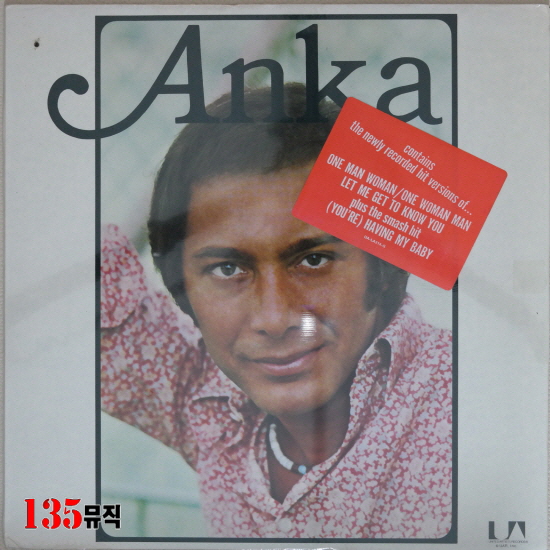 Anka
contains
the newly recorded hit versions of...
ONE MAN WOMAN/ONE WOMAN MAN
LET ME GET TO KNOW YOU
plus the smash hit
(YOU'RE) HAVING MY BABY
135뮤직
UA